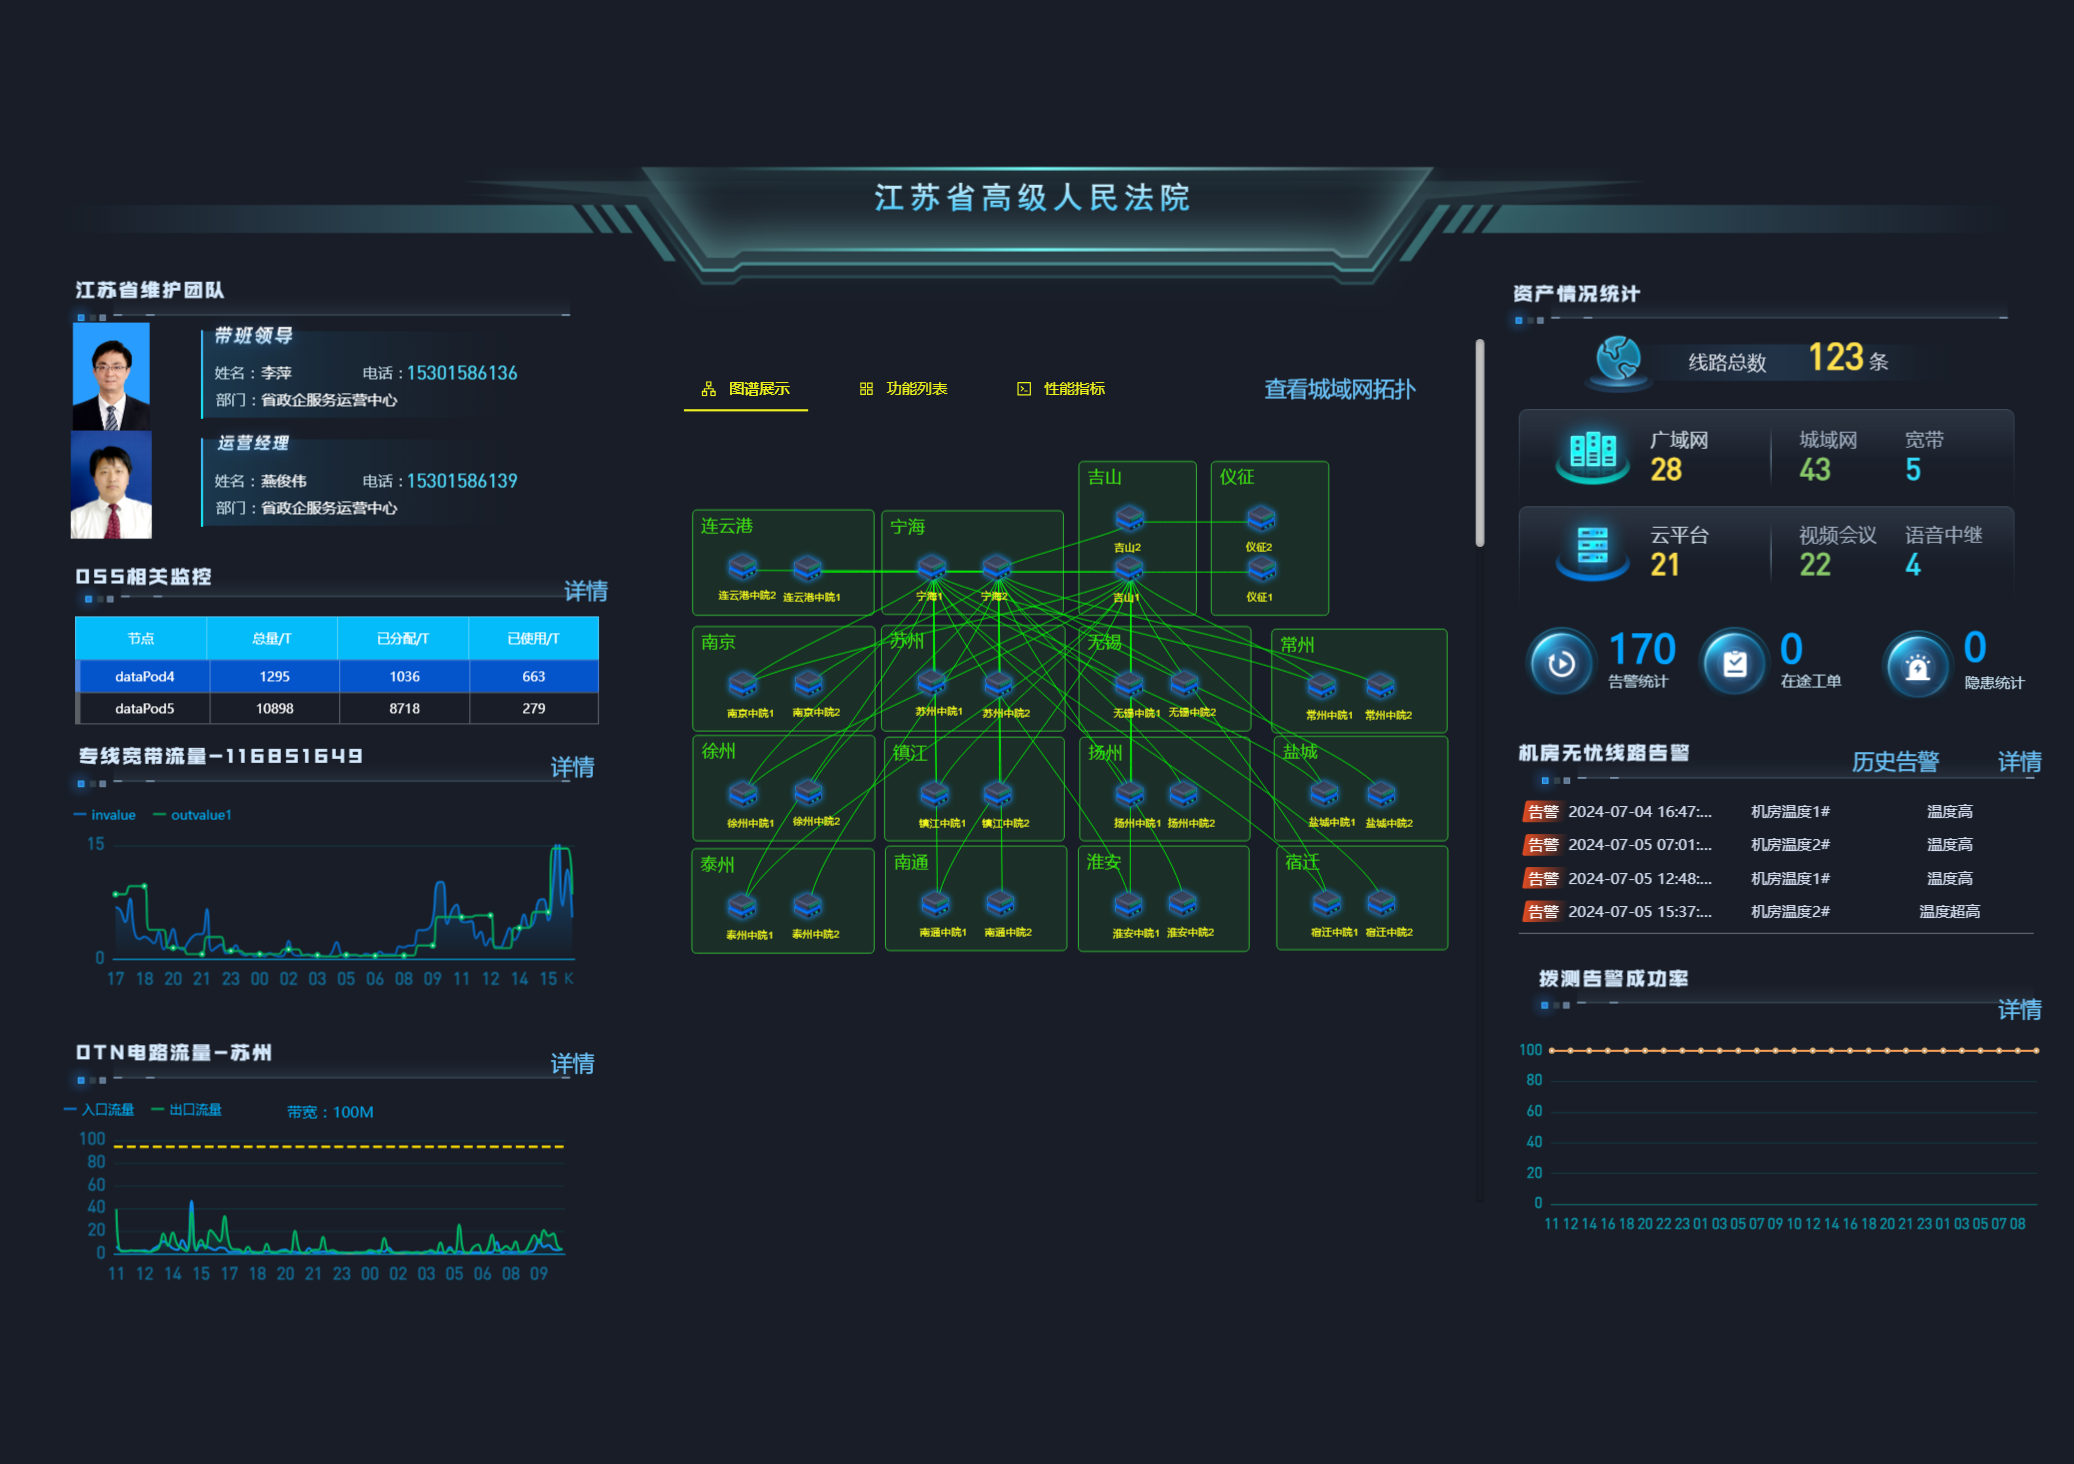 江苏省高级人民法院
江苏省维护团队
带班领导
姓名：李萍 电话：15301586136
部门：省政企服务运营中心
运营经理
姓名：燕俊伟 电话：15301586139
部门：省政企服务运营中心
OSS相关监控 详情
节点 总量/T 已分配/T 已使用/T
dataPod4 1295 1036 663
dataPod5 10898 8718 279
专线宽带流量-116851649 详情
invalue outvalue1
15
0
17 18 20 21 23 00 02 03 05 06 08 09 11 12 14 15 K
OTN电路流量-苏州 详情
入口流量 出口流量 带宽：100M
100
80
60
40
20
0
11 12 14 15 17 18 20 21 23 00 02 03 05 06 08 09
图谱展示 功能列表 性能指标 查看城域网拓扑
吉山 仪征
吉山2 仪征2
连云港 宁海
连云港中院2 连云港中院1 宁海1 宁海2 吉山1 仪征1
南京 苏州 无锡 常州
南京中院1 南京中院2 苏州中院1 苏州中院2 无锡中院1 无锡中院2 常州中院1 常州中院2
徐州 镇江 扬州 盐城
徐州中院1 徐州中院2 镇江中院1 镇江中院2 扬州中院1 扬州中院2 盐城中院1 盐城中院2
泰州 南通 淮安 宿迁
泰州中院1 泰州中院2 南通中院1 南通中院2 淮安中院1 淮安中院2 宿迁中院1 宿迁中院2
资产情况统计
线路总数 123 条
广域网 城域网 宽带
28 43 5
云平台 视频会议 语音中继
21 22 4
170 0 0
告警统计 在途工单 隐患统计
机房无忧线路告警 历史告警 详情
告警 2024-07-04 16:47:... 机房温度1# 温度高
告警 2024-07-05 07:01:... 机房温度2# 温度高
告警 2024-07-05 12:48:... 机房温度1# 温度高
告警 2024-07-05 15:37:... 机房温度2# 温度超高
拨测告警成功率
详情
100
80
60
40
20
0
11 12 14 16 18 20 22 23 01 03 05 07 09 10 12 14 16 18 20 21 23 01 03 05 07 08